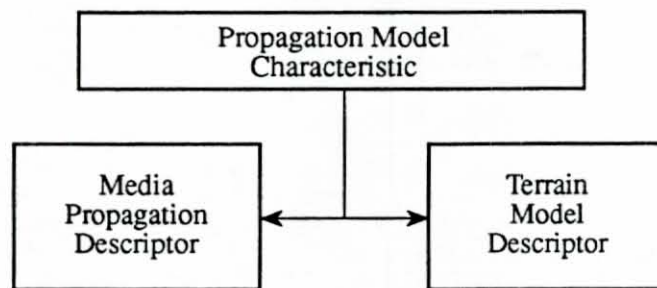 Propagation Model
Characteristic
Media
Propagation
Descriptor
Terrain
Model
Descriptor